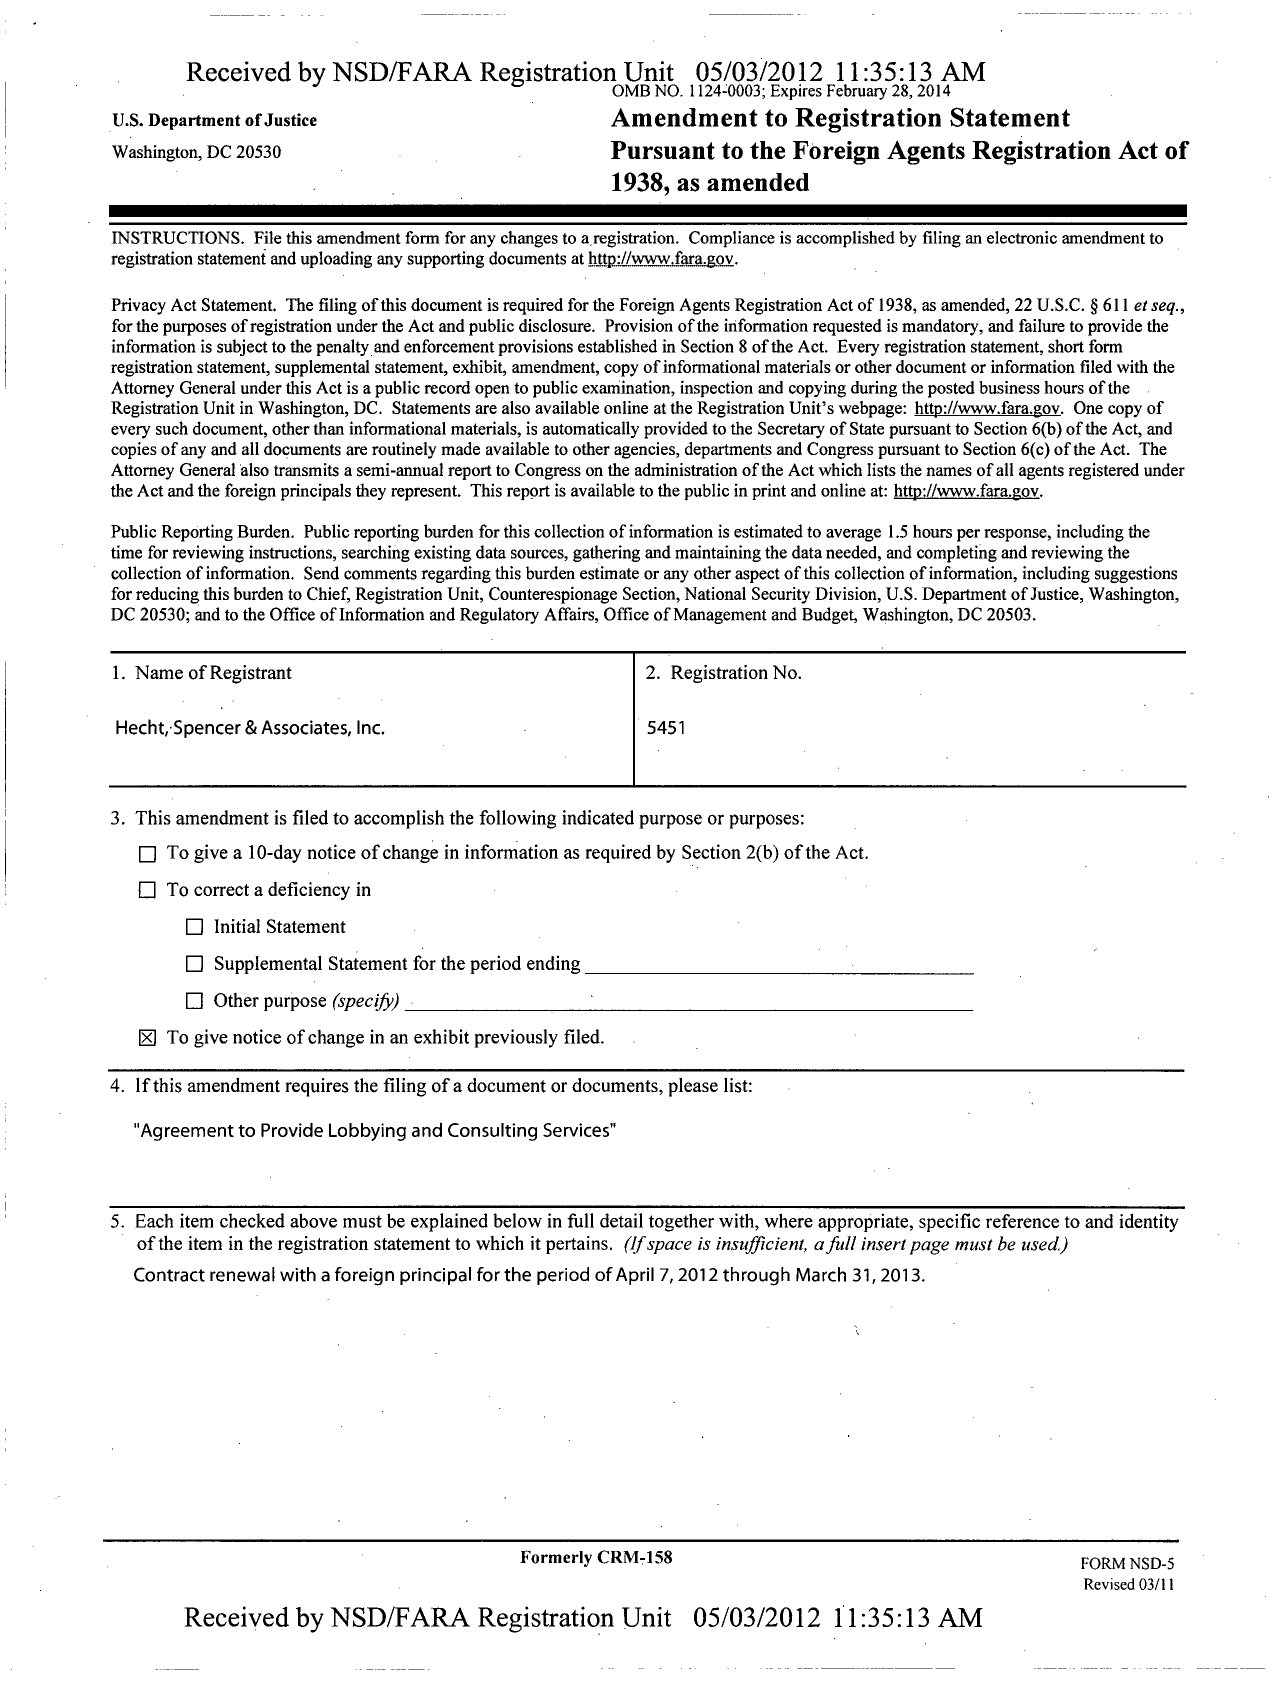 Received by NSD/FARA Registration Unit 05/03/2012 11:35:13 AM
OMB NO. 1124-0003; Expires February 28, 2014
U.S. Department of Justice
Washington, DC 20530
Amendment to Registration Statement
Pursuant to the Foreign Agents Registration Act of
1938, as amended
INSTRUCTIONS. File this amendment form for any changes to a registration. Compliance is accomplished by filing an electronic amendment to
registration statement and uploading any supporting documents at http://www.fara.gov.
Privacy Act Statement. The filing of this document is required for the Foreign Agents Registration Act of 1938, as amended, 22 U.S.C. § 611 et seq.,
for the purposes of registration under the Act and public disclosure. Provision of the information requested is mandatory, and failure to provide the
information is subject to the penalty and enforcement provisions established in Section 8 of the Act. Every registration statement, short form
registration statement, supplemental statement, exhibit, amendment, copy of informational materials or other document or information filed with the
Attorney General under this Act is a public record open to public examination, inspection and copying during the posted business hours of the
Registration Unit in Washington, DC. Statements are also available online at the Registration Unit's webpage: http://www.fara.gov. One copy of
every such document, other than informational materials, is automatically provided to the Secretary of State pursuant to Section 6(b) of the Act, and
copies of any and all documents are routinely made available to other agencies, departments and Congress pursuant to Section 6(c) of the Act. The
Attorney General also transmits a semi-annual report to Congress on the administration of the Act which lists the names of all agents registered under
the Act and the foreign principals they represent. This report is available to the public in print and online at: http://www.fara.gov.
Public Reporting Burden. Public reporting burden for this collection of information is estimated to average 1.5 hours per response, including the
time for reviewing instructions, searching existing data sources, gathering and maintaining the data needed, and completing and reviewing the
collection of information. Send comments regarding this burden estimate or any other aspect of this collection of information, including suggestions
for reducing this burden to Chief, Registration Unit, Counterespionage Section, National Security Division, U.S. Department of Justice, Washington,
DC 20530; and to the Office of Information and Regulatory Affairs, Office of Management and Budget, Washington, DC 20503.
1. Name of Registrant
Hecht, Spencer & Associates, Inc.
2. Registration No.
5451
3. This amendment is filed to accomplish the following indicated purpose or purposes:
☐ To give a 10-day notice of change in information as required by Section 2(b) of the Act.
☐ To correct a deficiency in
☐ Initial Statement
☐ Supplemental Statement for the period ending
☐ Other purpose (specify)
☒ To give notice of change in an exhibit previously filed.
4. If this amendment requires the filing of a document or documents, please list:
"Agreement to Provide Lobbying and Consulting Services"
5. Each item checked above must be explained below in full detail together with, where appropriate, specific reference to and identity
of the item in the registration statement to which it pertains. (If space is insufficient, a full insert page must be used.)
Contract renewal with a foreign principal for the period of April 7, 2012 through March 31, 2013.
Formerly CRM-158
FORM NSD-5
Revised 03/11
Received by NSD/FARA Registration Unit 05/03/2012 11:35:13 AM